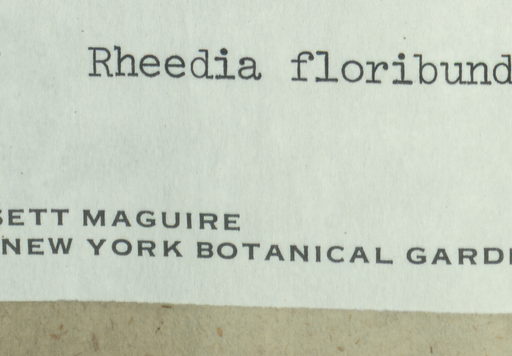 Rheedia floribund
SETT MAGUIRE
NEW YORK BOTANICAL GARD